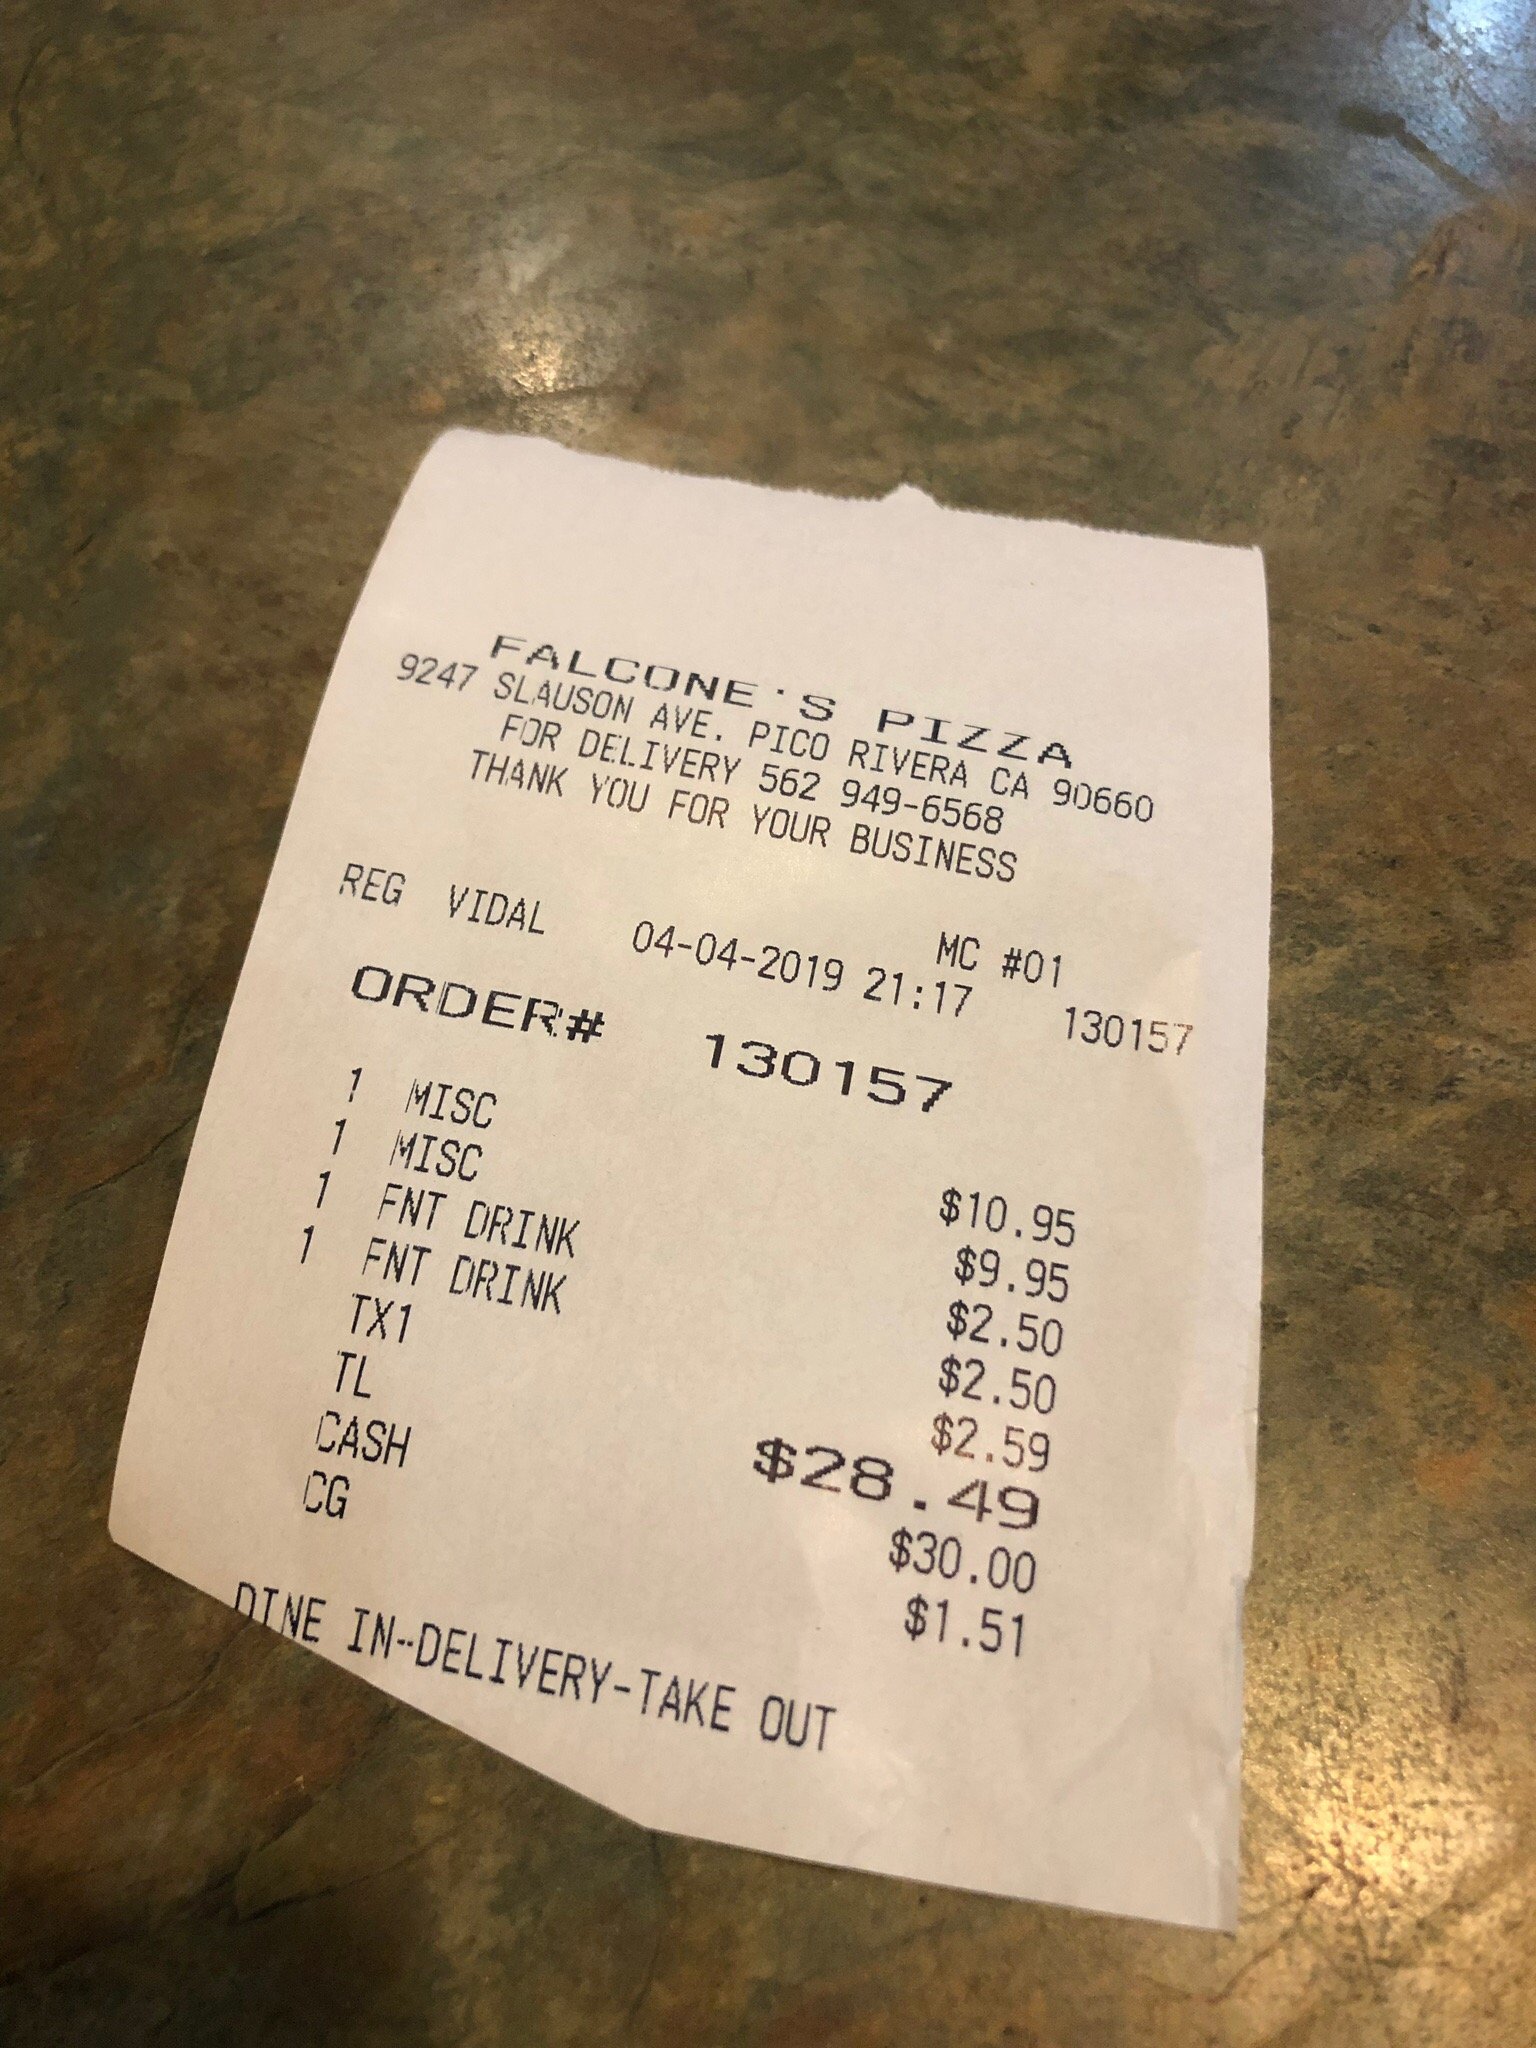 FALCONE'S PIZZA
9247 SLAUSON AVE. PICO RIVERA CA 90660
FOR DELIVERY 562 949-6568
THANK YOU FOR YOUR BUSINESS
MC #01
REG VIDAL 04-04-2019 21:17 130157
ORDER# 130157
1 MISC $10.95
1 MISC $9.95
1 FNT DRINK $2.50
1 FNT DRINK $2.50
TX1 $2.59
TL $28.49
CASH $30.00
CG $1.51
DINE IN-DELIVERY-TAKE OUT